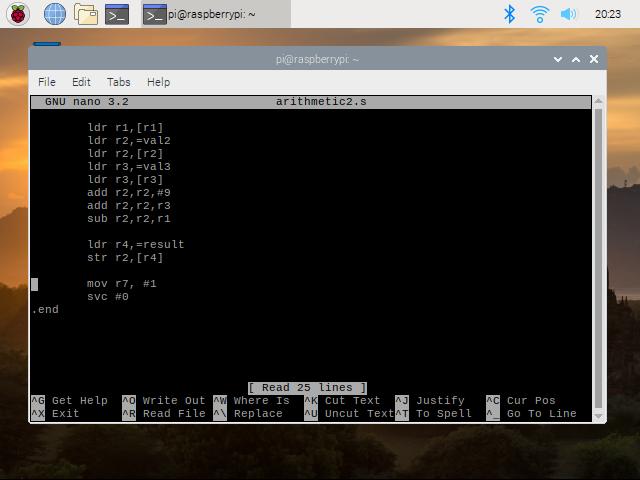 pi@raspberrypi: ~ 20:23
pi@raspberrypi: ~
File Edit Tabs Help
GNU nano 3.2 arithmetic2.s
ldr r1,[r1]
ldr r2,=val2
ldr r2,[r2]
ldr r3,=val3
ldr r3,[r3]
add r2,r2,#9
add r2,r2,r3
sub r2,r2,r1
ldr r4,=result
str r2,[r4]
mov r7, #1
svc #0
.end
[ Read 25 lines ]
^G Get Help ^O Write Out ^W Where Is ^K Cut Text ^J Justify ^C Cur Pos
^X Exit ^R Read File ^\ Replace ^U Uncut Text ^T To Spell ^_ Go To Line